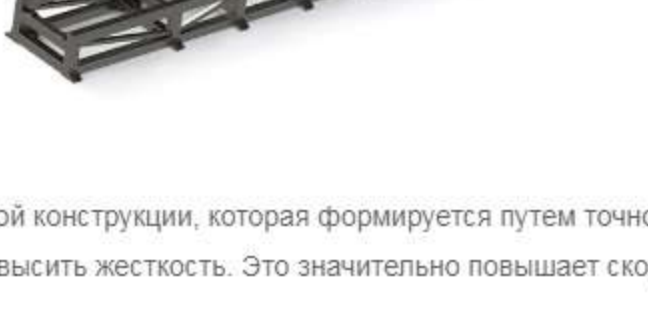 ой конструкции, которая формируется путем точно
высить жесткость. Это значительно повышает ско